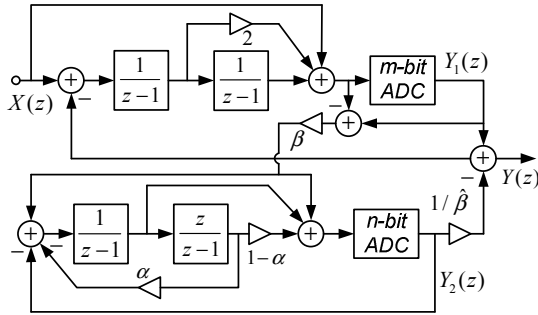 2
1
z−1
1
z−1
m-bit
ADC
Y₁(z)
X(z)
−
−
β
−
Y(z)
1/β̂
1
z−1
z
z−1
1−α
n-bit
ADC
−
−
α
Y₂(z)